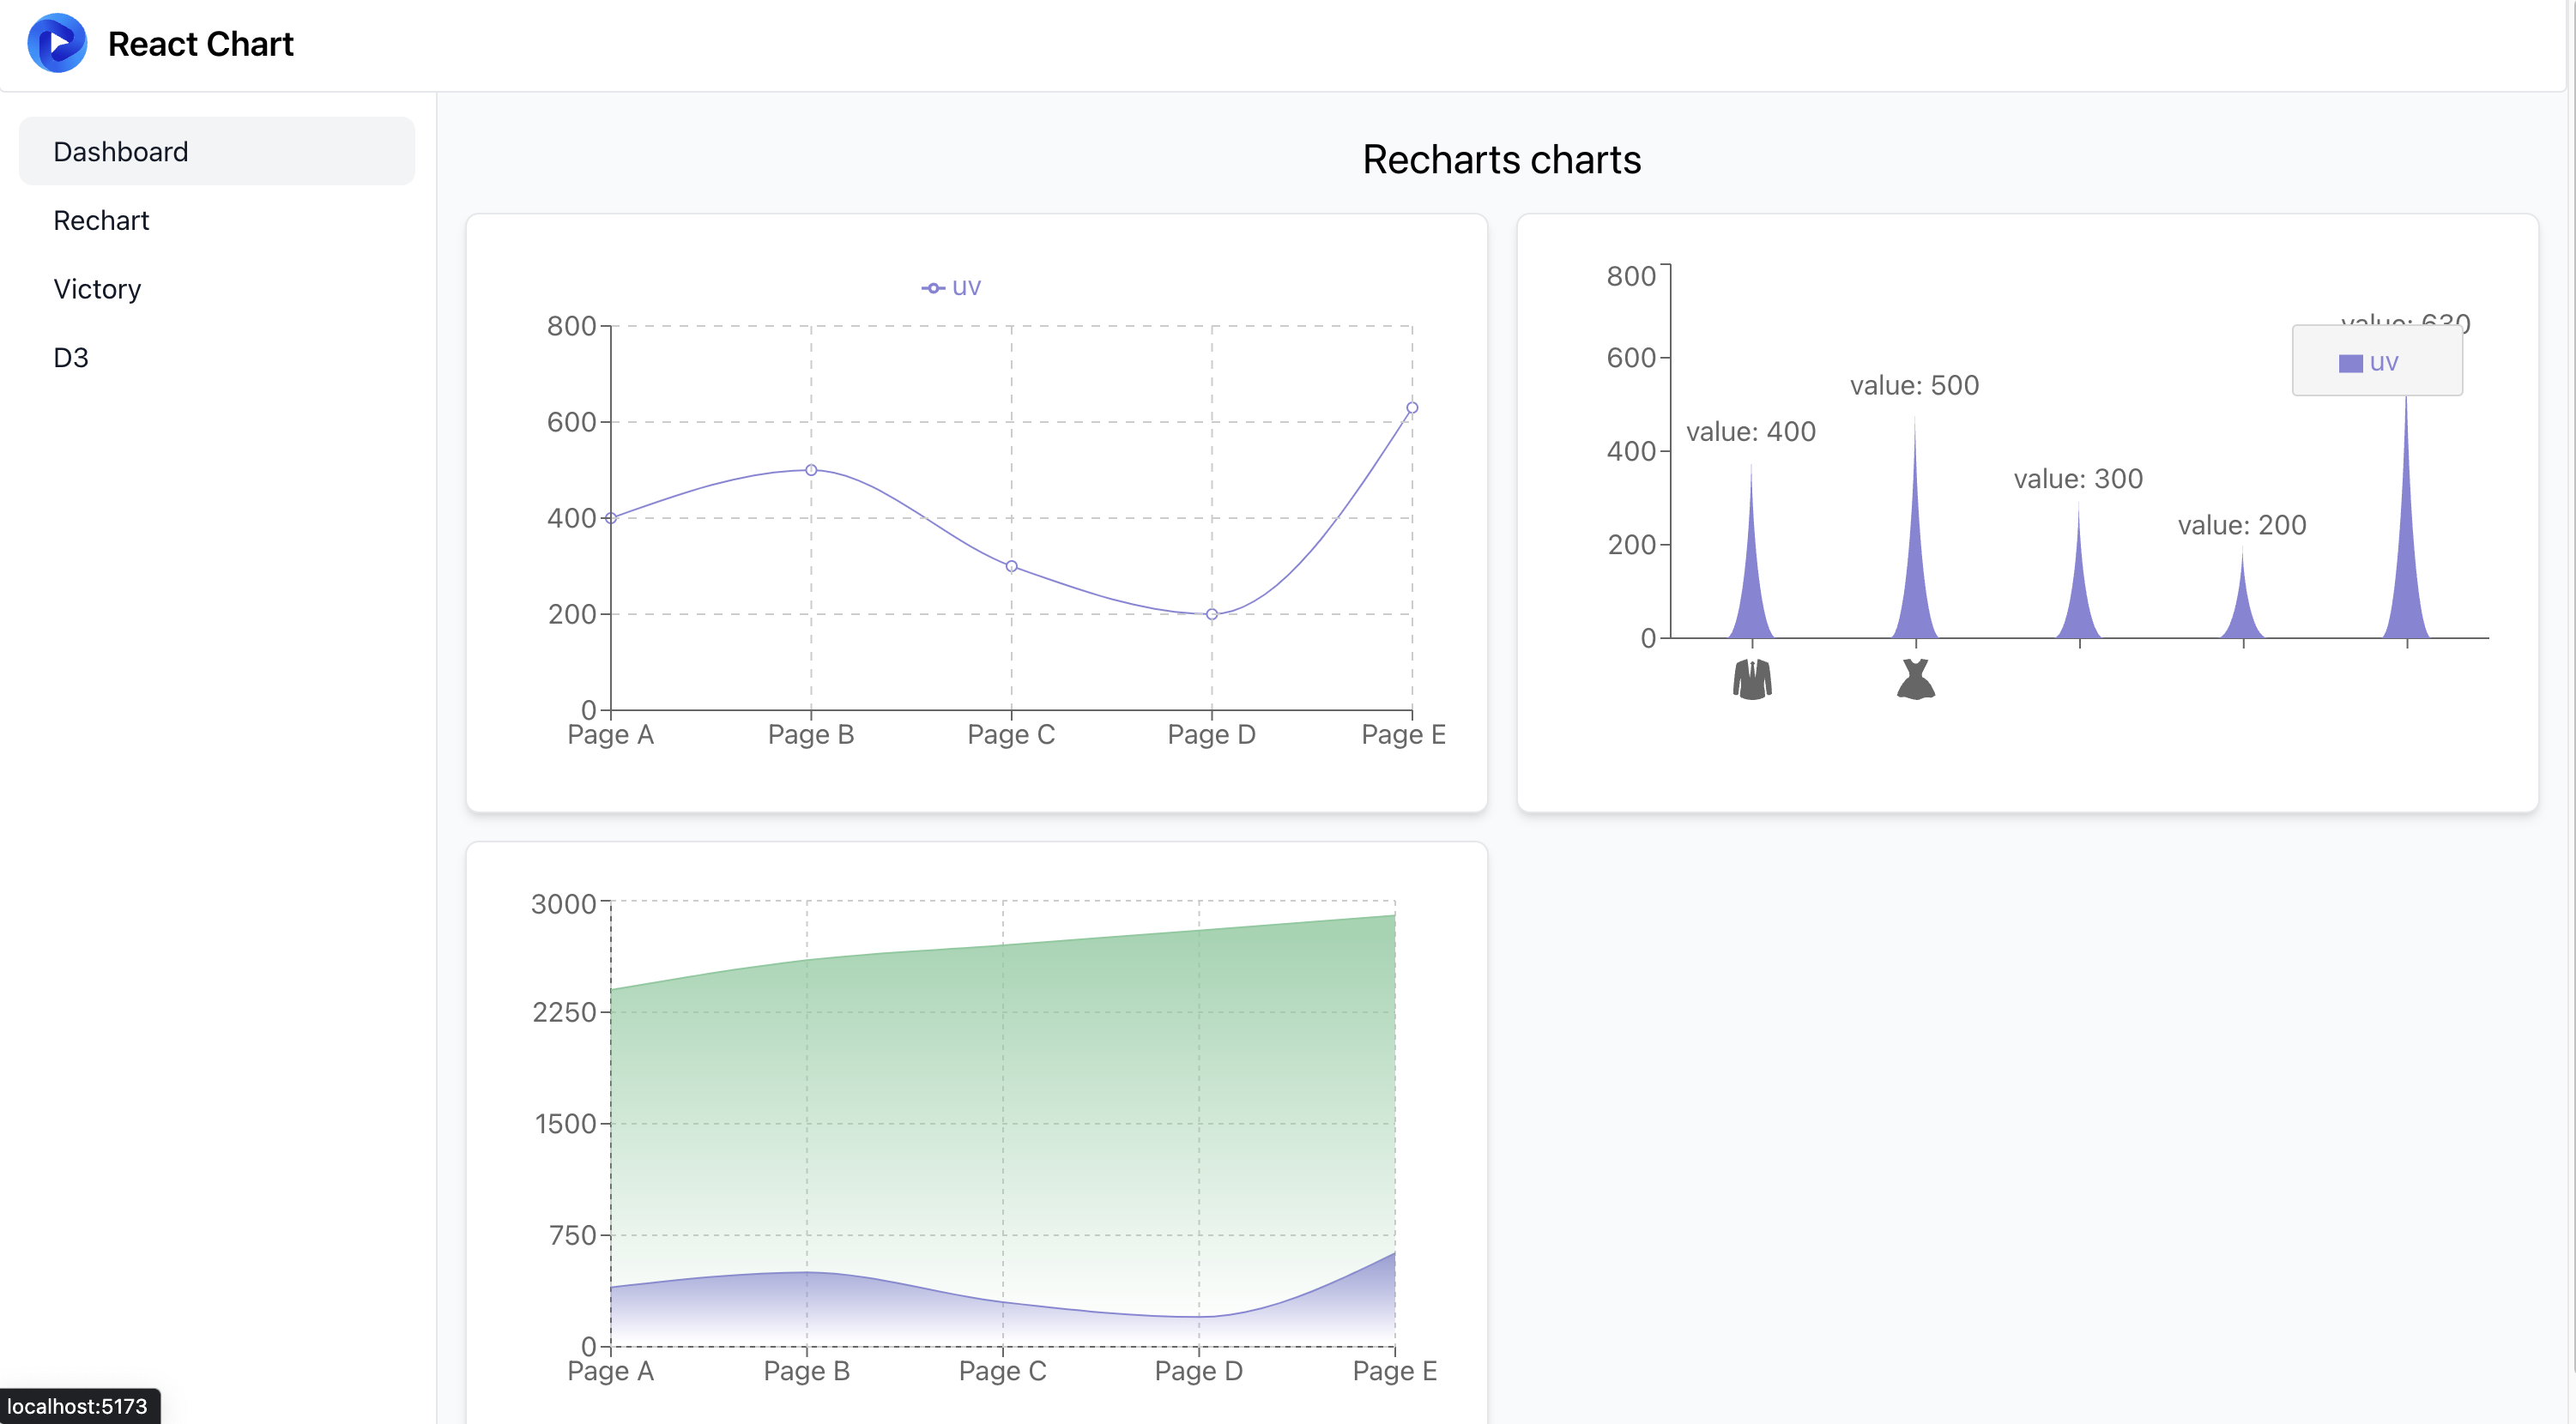 React Chart
Dashboard
Rechart
Victory
D3
Recharts charts
uv
800
600
400
200
0
Page A
Page B
Page C
Page D
Page E
800
600
400
200
0
value: 400
value: 500
value: 300
value: 200
value: 630
uv
3000
2250
1500
750
0
Page A
Page B
Page C
Page D
Page E
localhost:5173